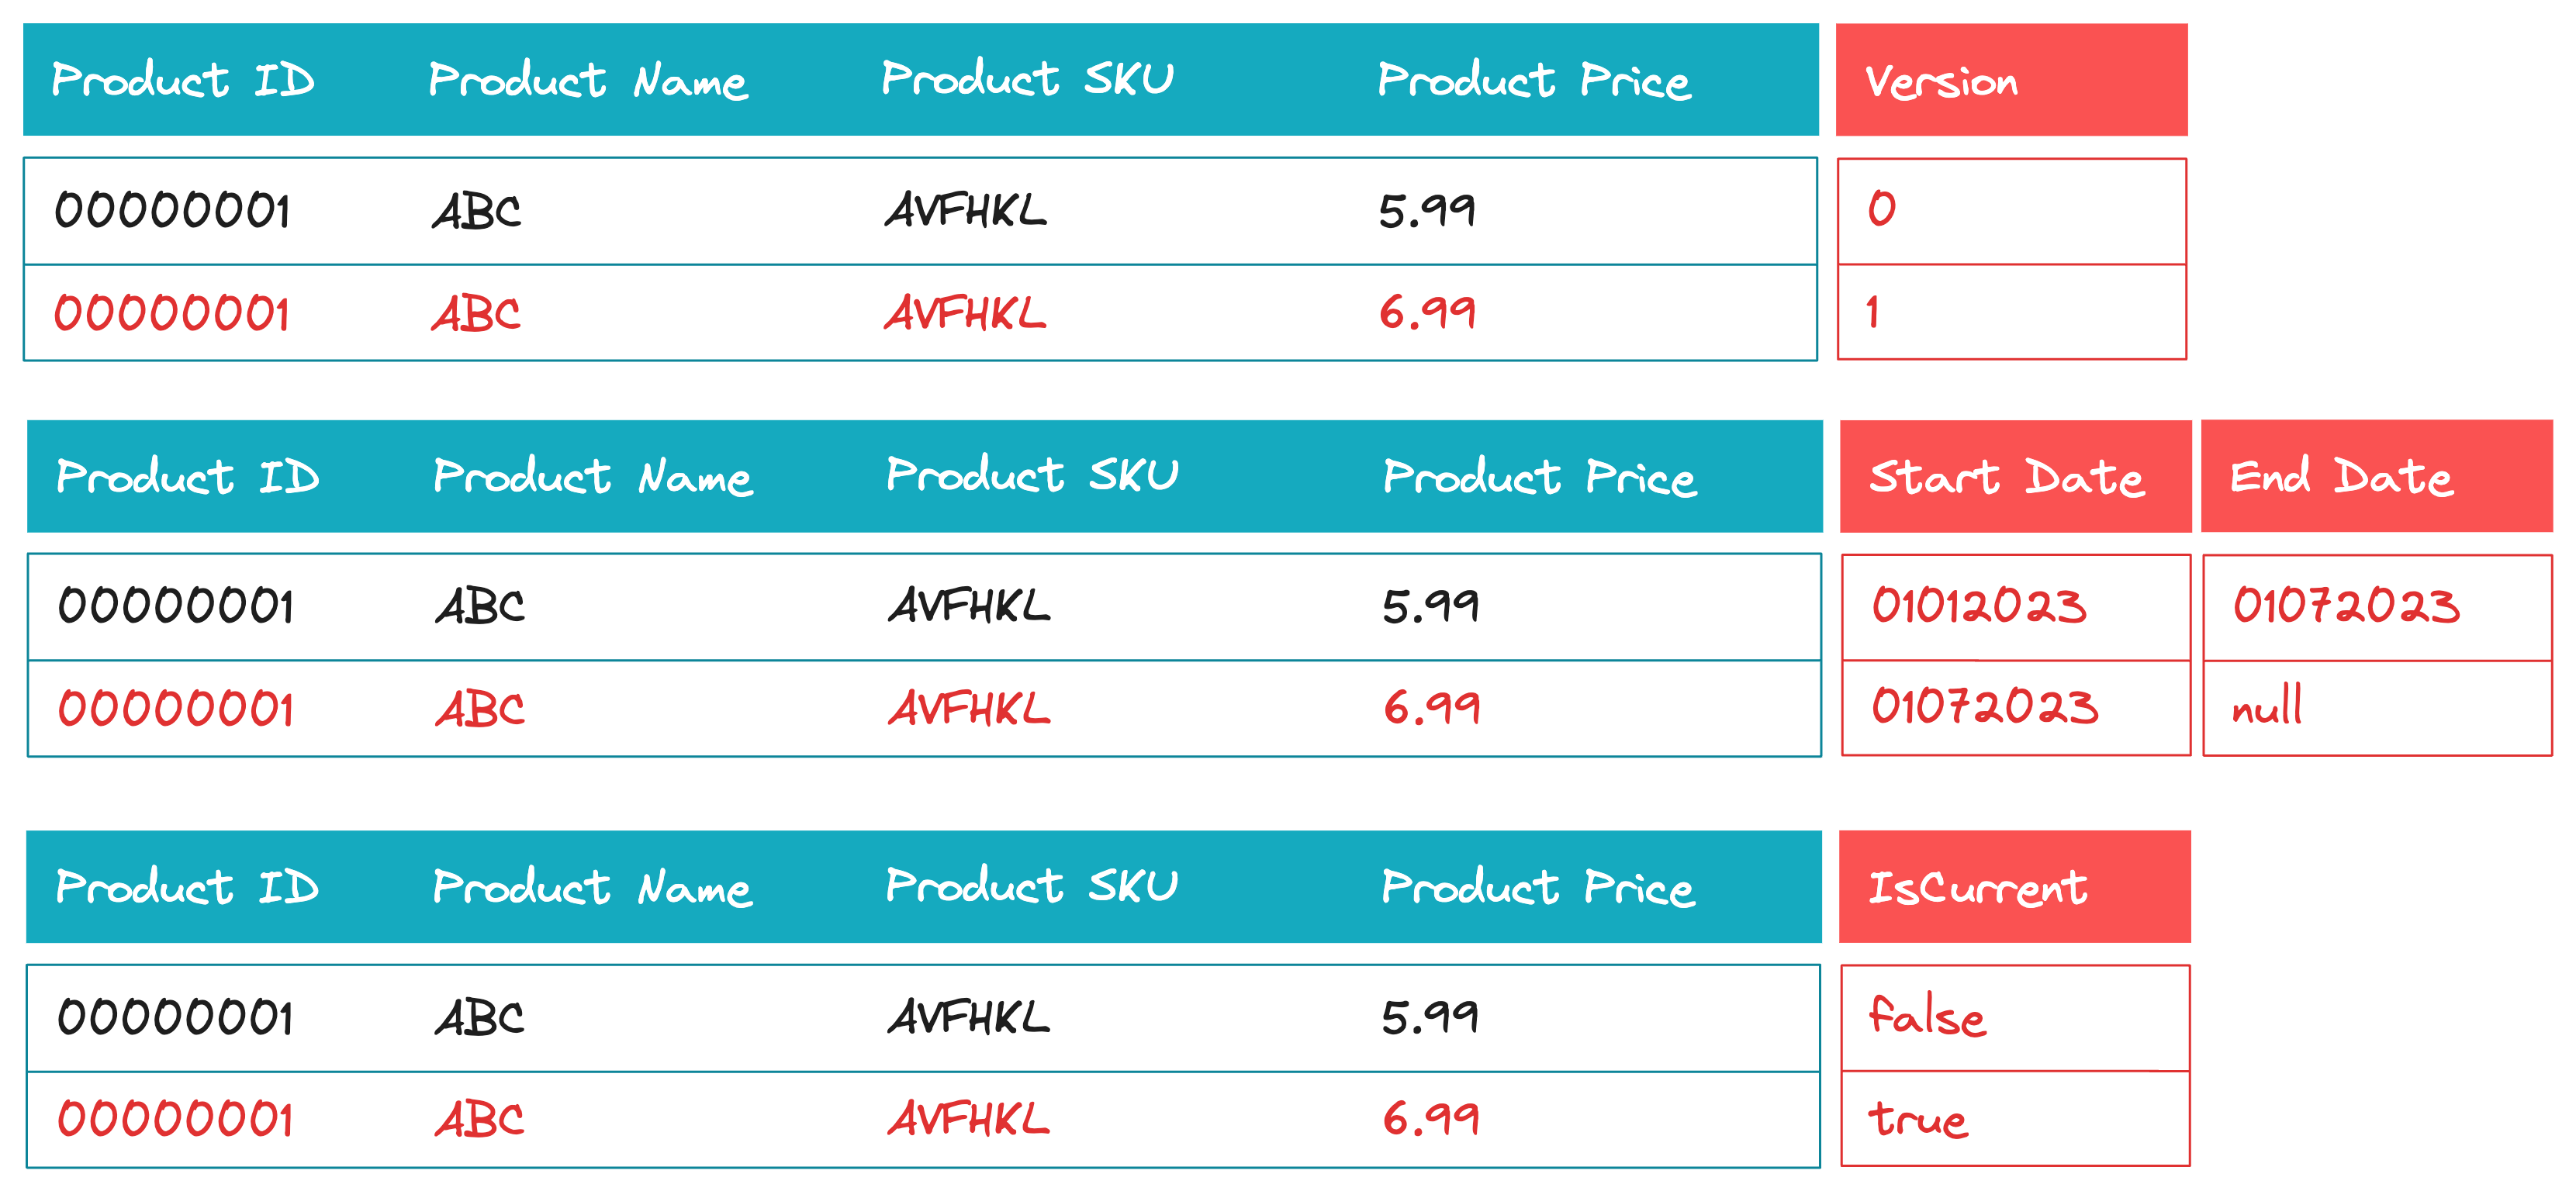 Product ID Product Name Product SKU Product Price Version
00000001 ABC AVFHKL 5.99 0
00000001 ABC AVFHKL 6.99 1
Product ID Product Name Product SKU Product Price Start Date End Date
00000001 ABC AVFHKL 5.99 01012023 01072023
00000001 ABC AVFHKL 6.99 01072023 null
Product ID Product Name Product SKU Product Price IsCurrent
00000001 ABC AVFHKL 5.99 false
00000001 ABC AVFHKL 6.99 true